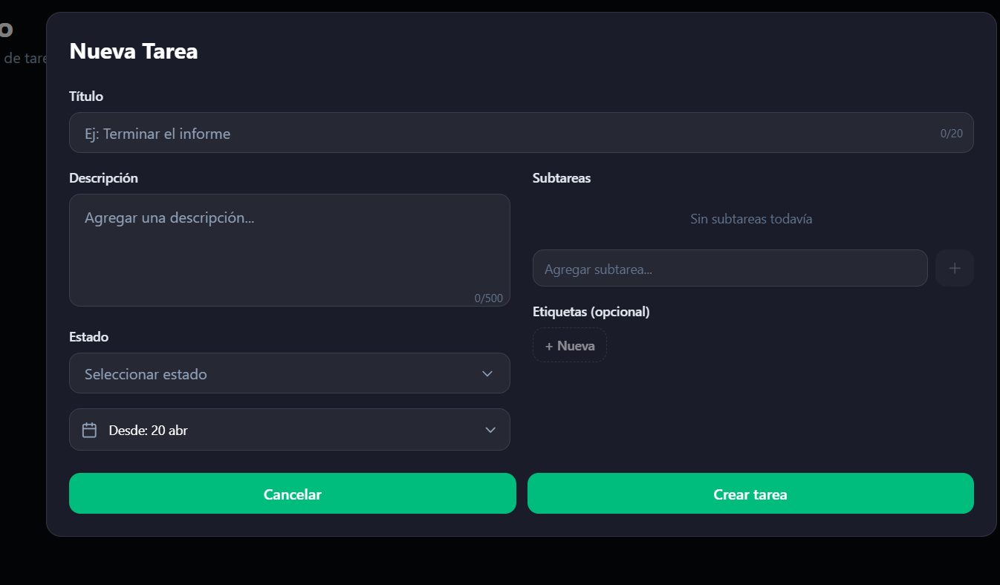 o
de tare
Nueva Tarea
Título
Ej: Terminar el informe
0/20
Descripción
Agregar una descripción...
0/500
Subtareas
Sin subtareas todavía
Agregar subtarea...
+
Etiquetas (opcional)
+ Nueva
Estado
Seleccionar estado
Desde: 20 abr
Cancelar
Crear tarea